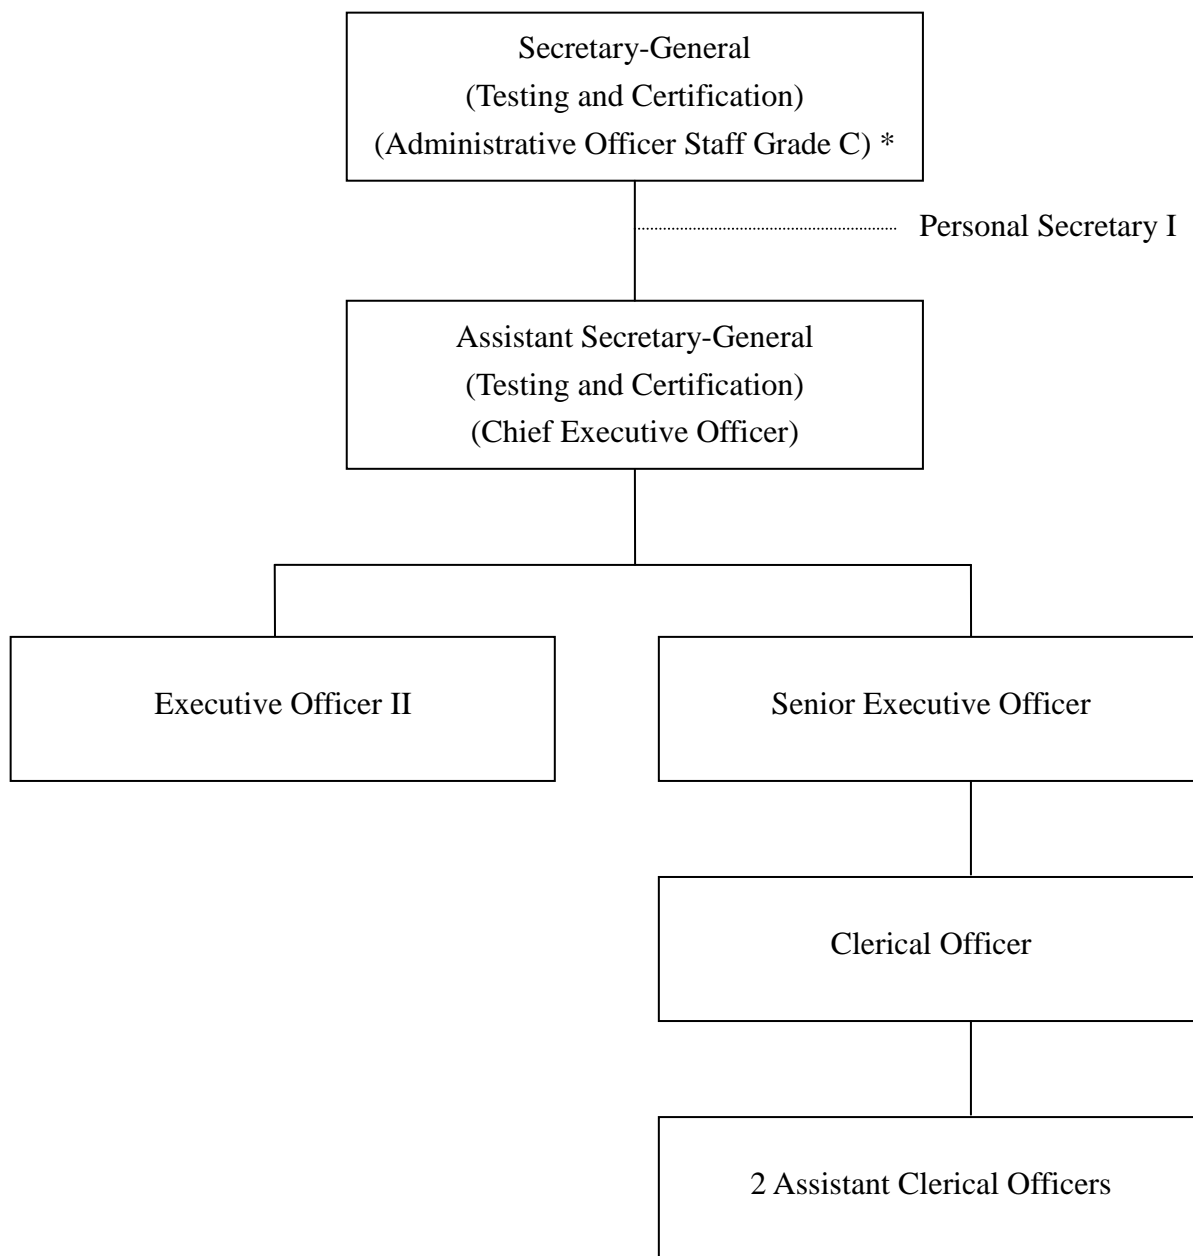 Secretary-General
(Testing and Certification)
(Administrative Officer Staff Grade C) *
Personal Secretary I
Assistant Secretary-General
(Testing and Certification)
(Chief Executive Officer)
Executive Officer II
Senior Executive Officer
Clerical Officer
2 Assistant Clerical Officers